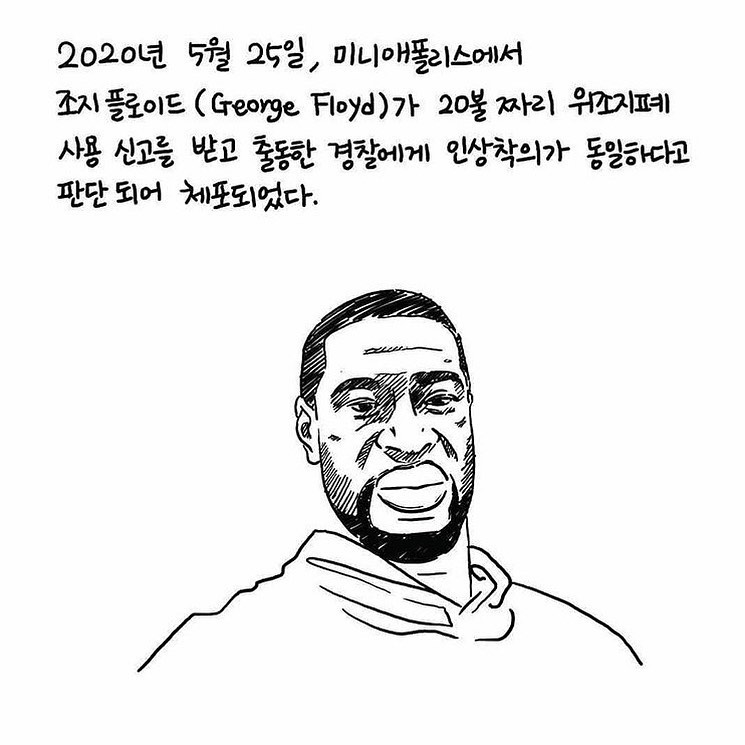 2020년 5월 25일, 미니애폴리스에서
조지 플로이드 (George Floyd)가 20불 짜리 위조지폐
사용 신고를 받고 출동한 경찰에게 인상착의가 동일하다고
판단되어 체포되었다.